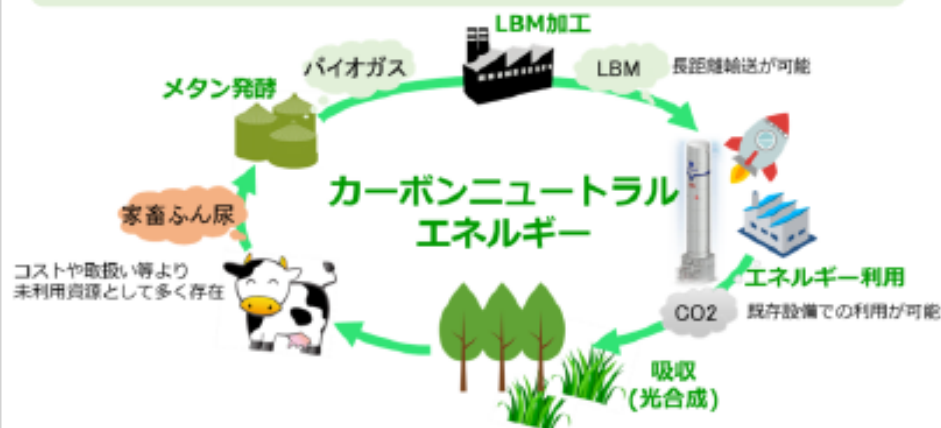 LBM加工
バイオガス
LBM
長距離輸送が可能
メタン発酵
カーボンニュートラル
エネルギー
家畜ふん尿
コストや取扱い等より
未利用資源として多く存在
エネルギー利用
CO2
既存設備での利用が可能
吸収
(光合成)